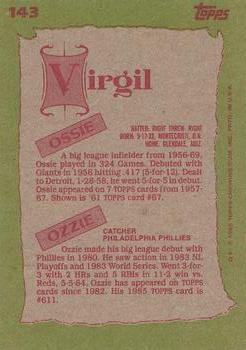 143
TOPPS
Virgil
OSSIE
BATTED: RIGHT THREW: RIGHT
BORN: 5-17-33, MONTECRISTI, D.R.
HOME: GLENDALE, ARIZ.
A big league infielder from 1956-69,
Ossie played in 324 Games. Debuted with
Giants in 1956 hitting .417 (5-for-12). Dealt to
Detroit, 1-28-58, he went 5-for-5 in debut.
Ossie appeared on 7 TOPPS cards from 1957-
67. Shown is '61 TOPPS card #67.
OZZIE
CATCHER
PHILADELPHIA PHILLIES
Ozzie made his big league debut with
Phillies in 1980. He saw action in 1983 NL
Playoffs and 1983 World Series. Went 3-for-
3 with 2 HRs and 5 RBIs in 11-2 win vs.
Reds, 5-5-84. Ozzie has appeared on TOPPS
cards since 1982. His 1985 TOPPS card is
#611.